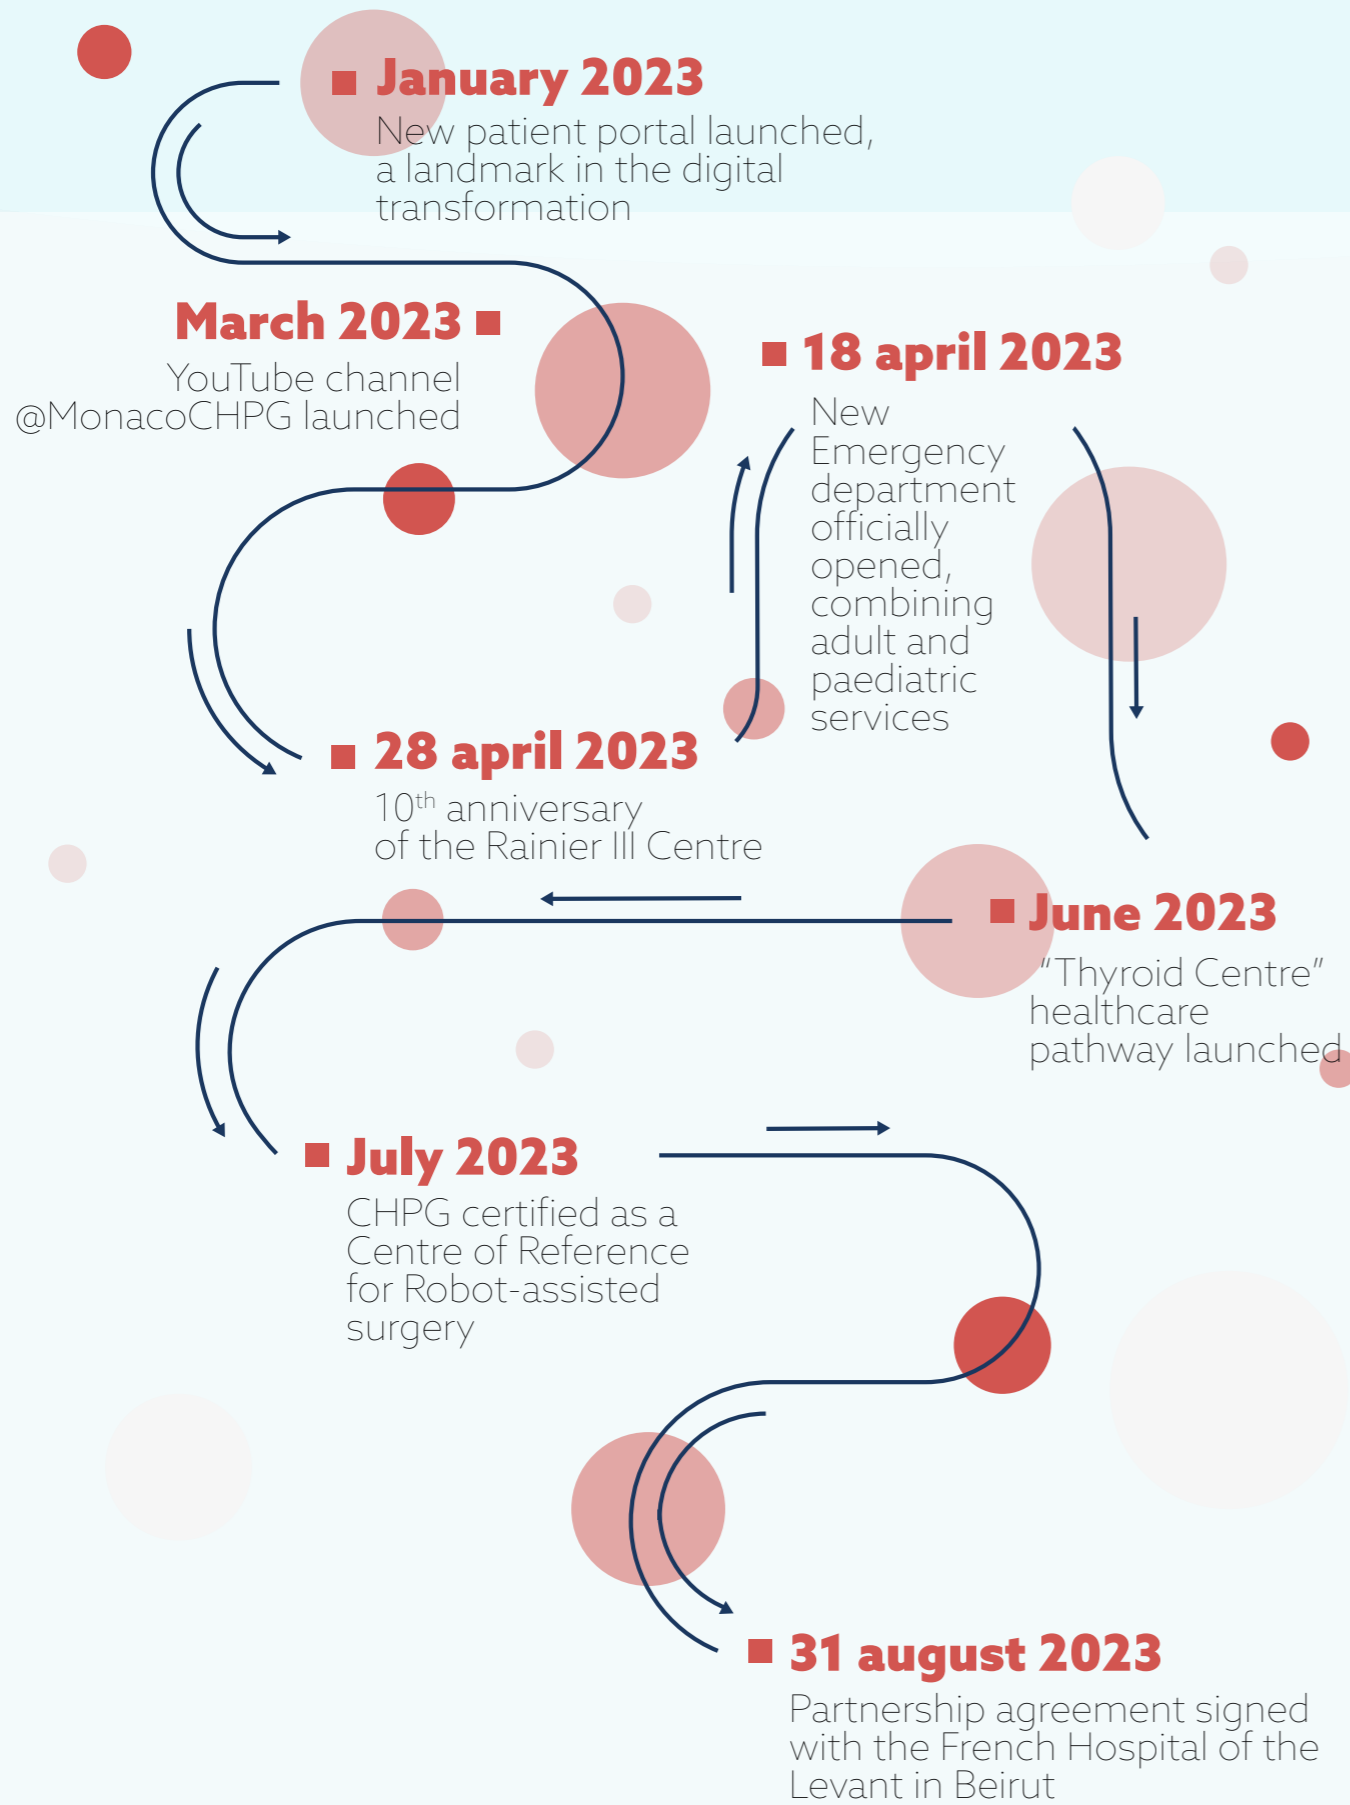 January 2023
New patient portal launched,
a landmark in the digital
transformation
March 2023
YouTube channel
@MonacoCHPG launched
28 april 2023
10th anniversary
of the Rainier III Centre
18 april 2023
New
Emergency
department
officially
opened,
combining
adult and
paediatric
services
June 2023
"Thyroid Centre"
healthcare
pathway launched
July 2023
CHPG certified as a
Centre of Reference
for Robot-assisted
surgery
31 august 2023
Partnership agreement signed
with the French Hospital of the
Levant in Beirut